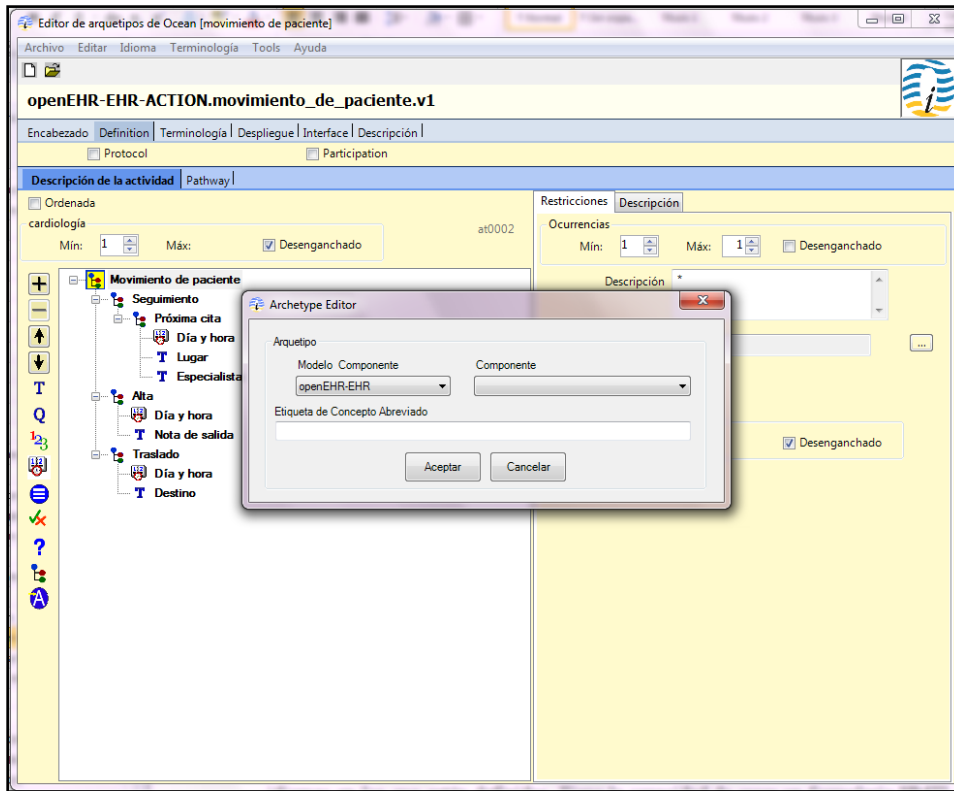 Editor de arquetipos de Ocean [movimiento de paciente]
Archivo Editar Idioma Terminología Tools Ayuda
openEHR-EHR-ACTION.movimiento_de_paciente.v1
Encabezado Definition Terminología Despliegue Interface Descripción
Protocol Participation
Descripción de la actividad Pathway
Ordenada
cardiología
Mín: 1 Máx: Desenganchado
at0002
Restricciones Descripción
Ocurrencias
Mín: 1 Máx: 1 Desenganchado
Descripción *
...
Desenganchado
Movimiento de paciente
Seguimiento
Próxima cita
Día y hora
Lugar
Especialista
Alta
Día y hora
Nota de salida
Traslado
Día y hora
Destino
Archetype Editor
Arquetipo
Modelo Componente Componente
openEHR-EHR
Etiqueta de Concepto Abreviado
Aceptar Cancelar